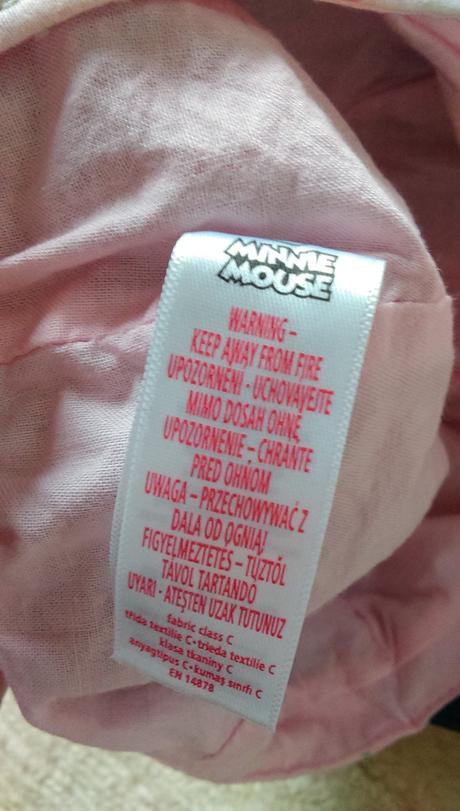 MINNIE
MOUSE
WARNING –
KEEP AWAY FROM FIRE
UPOZORNĚNI - UCHOVÁVEJTE
MIMO DOSAH OHNĚ
UPOZORNENIE – CHRÁNTE
PRED OHŇOM
UWAGA – PRZECHOWYWAĆ Z
DALA OD OGNIA!
FIGYELMEZTETÉS – TŰZTŐL
TÁVOL TARTANDÓ
UYARI - ATEŞTEN UZAK TUTUNUZ
fabric class C
třída textilie C • trieda textílie C
klasa tkaniny C
anyagtípus C • kumaş sınıfı C
EN 14878